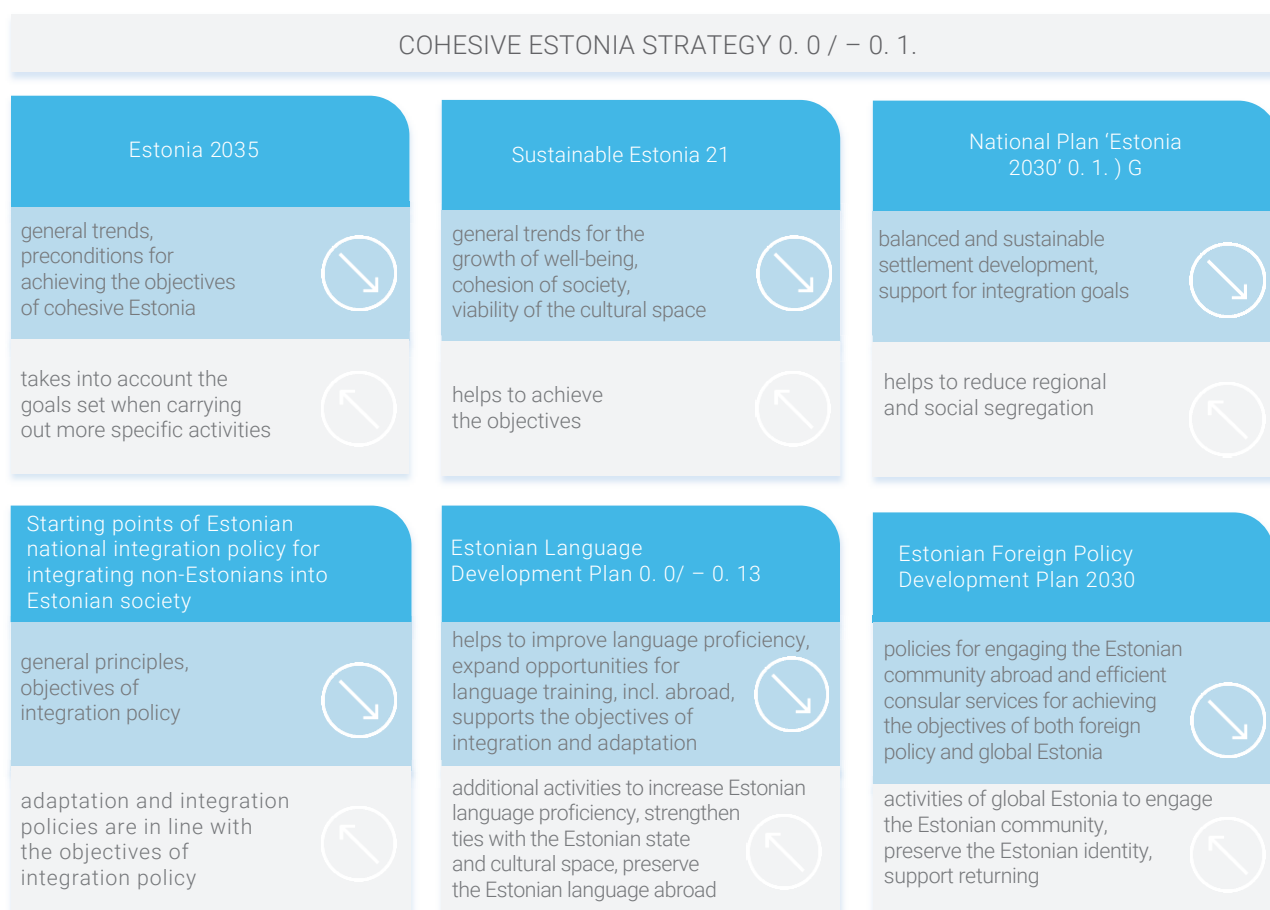 COHESIVE ESTONIA STRATEGY 0. 0 / – 0. 1.
Estonia 2035
general trends,
preconditions for
achieving the objectives
of cohesive Estonia
takes into account the
goals set when carrying
out more specific activities
Sustainable Estonia 21
general trends for the
growth of well-being,
cohesion of society,
viability of the cultural space
helps to achieve
the objectives
National Plan ‘Estonia
2030’ 0. 1. ) G
balanced and sustainable
settlement development,
support for integration goals
helps to reduce regional
and social segregation
Starting points of Estonian
national integration policy for
integrating non-Estonians into
Estonian society
general principles,
objectives of
integration policy
adaptation and integration
policies are in line with
the objectives of
integration policy
Estonian Language
Development Plan 0. 0/ – 0. 13
helps to improve language proficiency,
expand opportunities for
language training, incl. abroad,
supports the objectives of
integration and adaptation
additional activities to increase Estonian
language proficiency, strengthen
ties with the Estonian state
and cultural space, preserve
the Estonian language abroad
Estonian Foreign Policy
Development Plan 2030
policies for engaging the Estonian
community abroad and efficient
consular services for achieving
the objectives of both foreign
policy and global Estonia
activities of global Estonia to engage
the Estonian community,
preserve the Estonian identity,
support returning